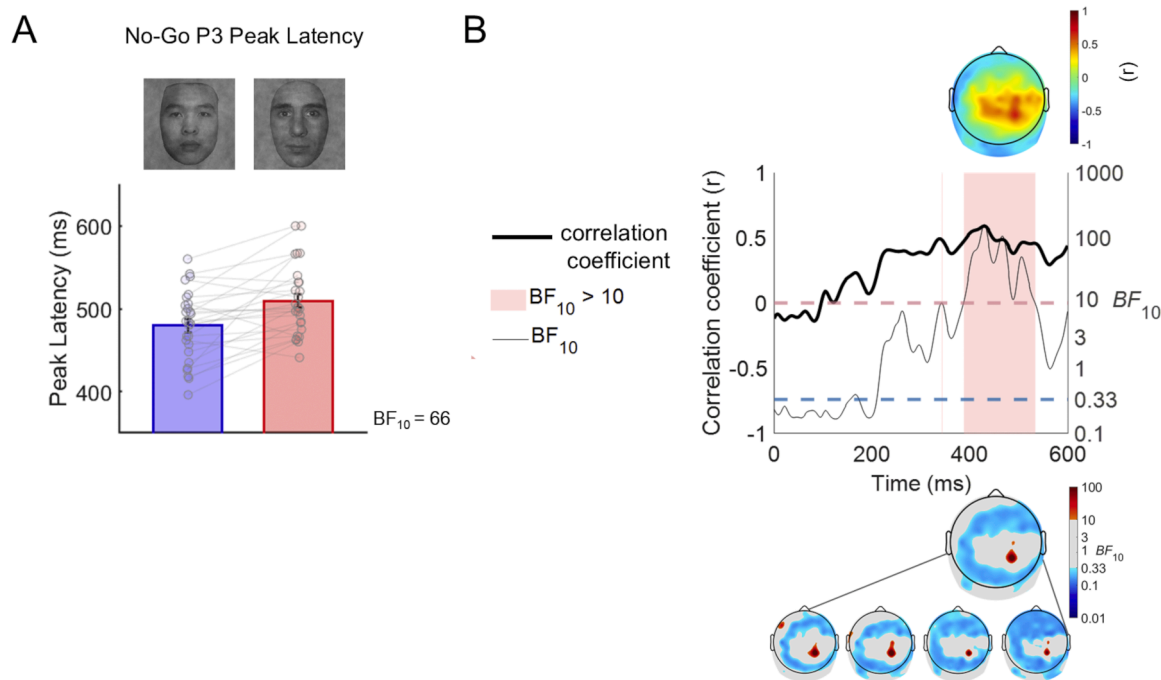 A
No-Go P3 Peak Latency
Peak Latency (ms)
600
500
400
BF10 = 66
B
correlation
coefficient
BF10 > 10
BF10
1
0.5
0
-0.5
-1
(r)
Correlation coefficient (r)
1
0.5
0
-0.5
-1
1000
100
10
3
1
0.33
0.1
BF10
0
200
400
600
Time (ms)
100
10
3
1
0.33
0.1
0.01
BF10